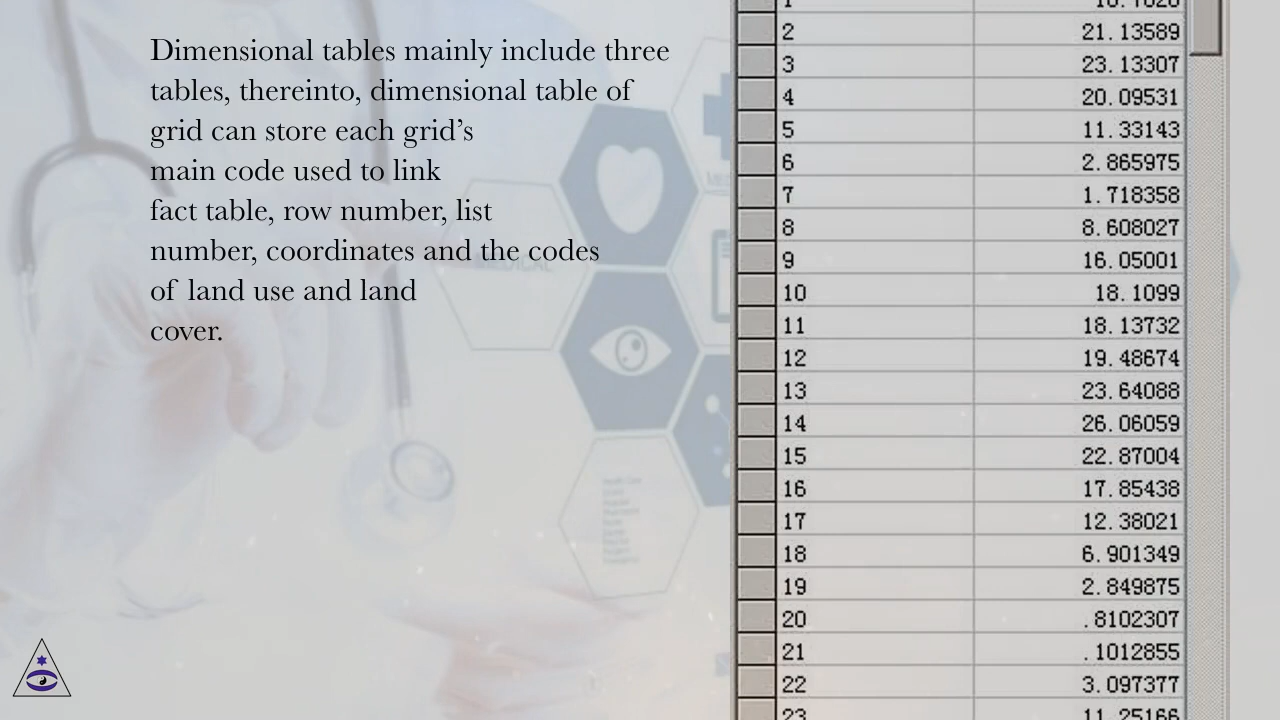 Dimensional tables mainly include three
tables, thereinto, dimensional table of
grid can store each grid’s
main code used to link
fact table, row number, list
number, coordinates and the codes
of land use and land
cover.
2 21.13589
3 23.13307
4 20.09531
5 11.33143
6 2.865975
7 1.718358
8 8.608027
9 16.05001
10 18.1099
11 18.13732
12 19.48674
13 23.64088
14 26.06059
15 22.87004
16 17.85438
17 12.38021
18 6.901349
19 2.849875
20 .8102307
21 .1012855
22 3.097377
23 11.25166